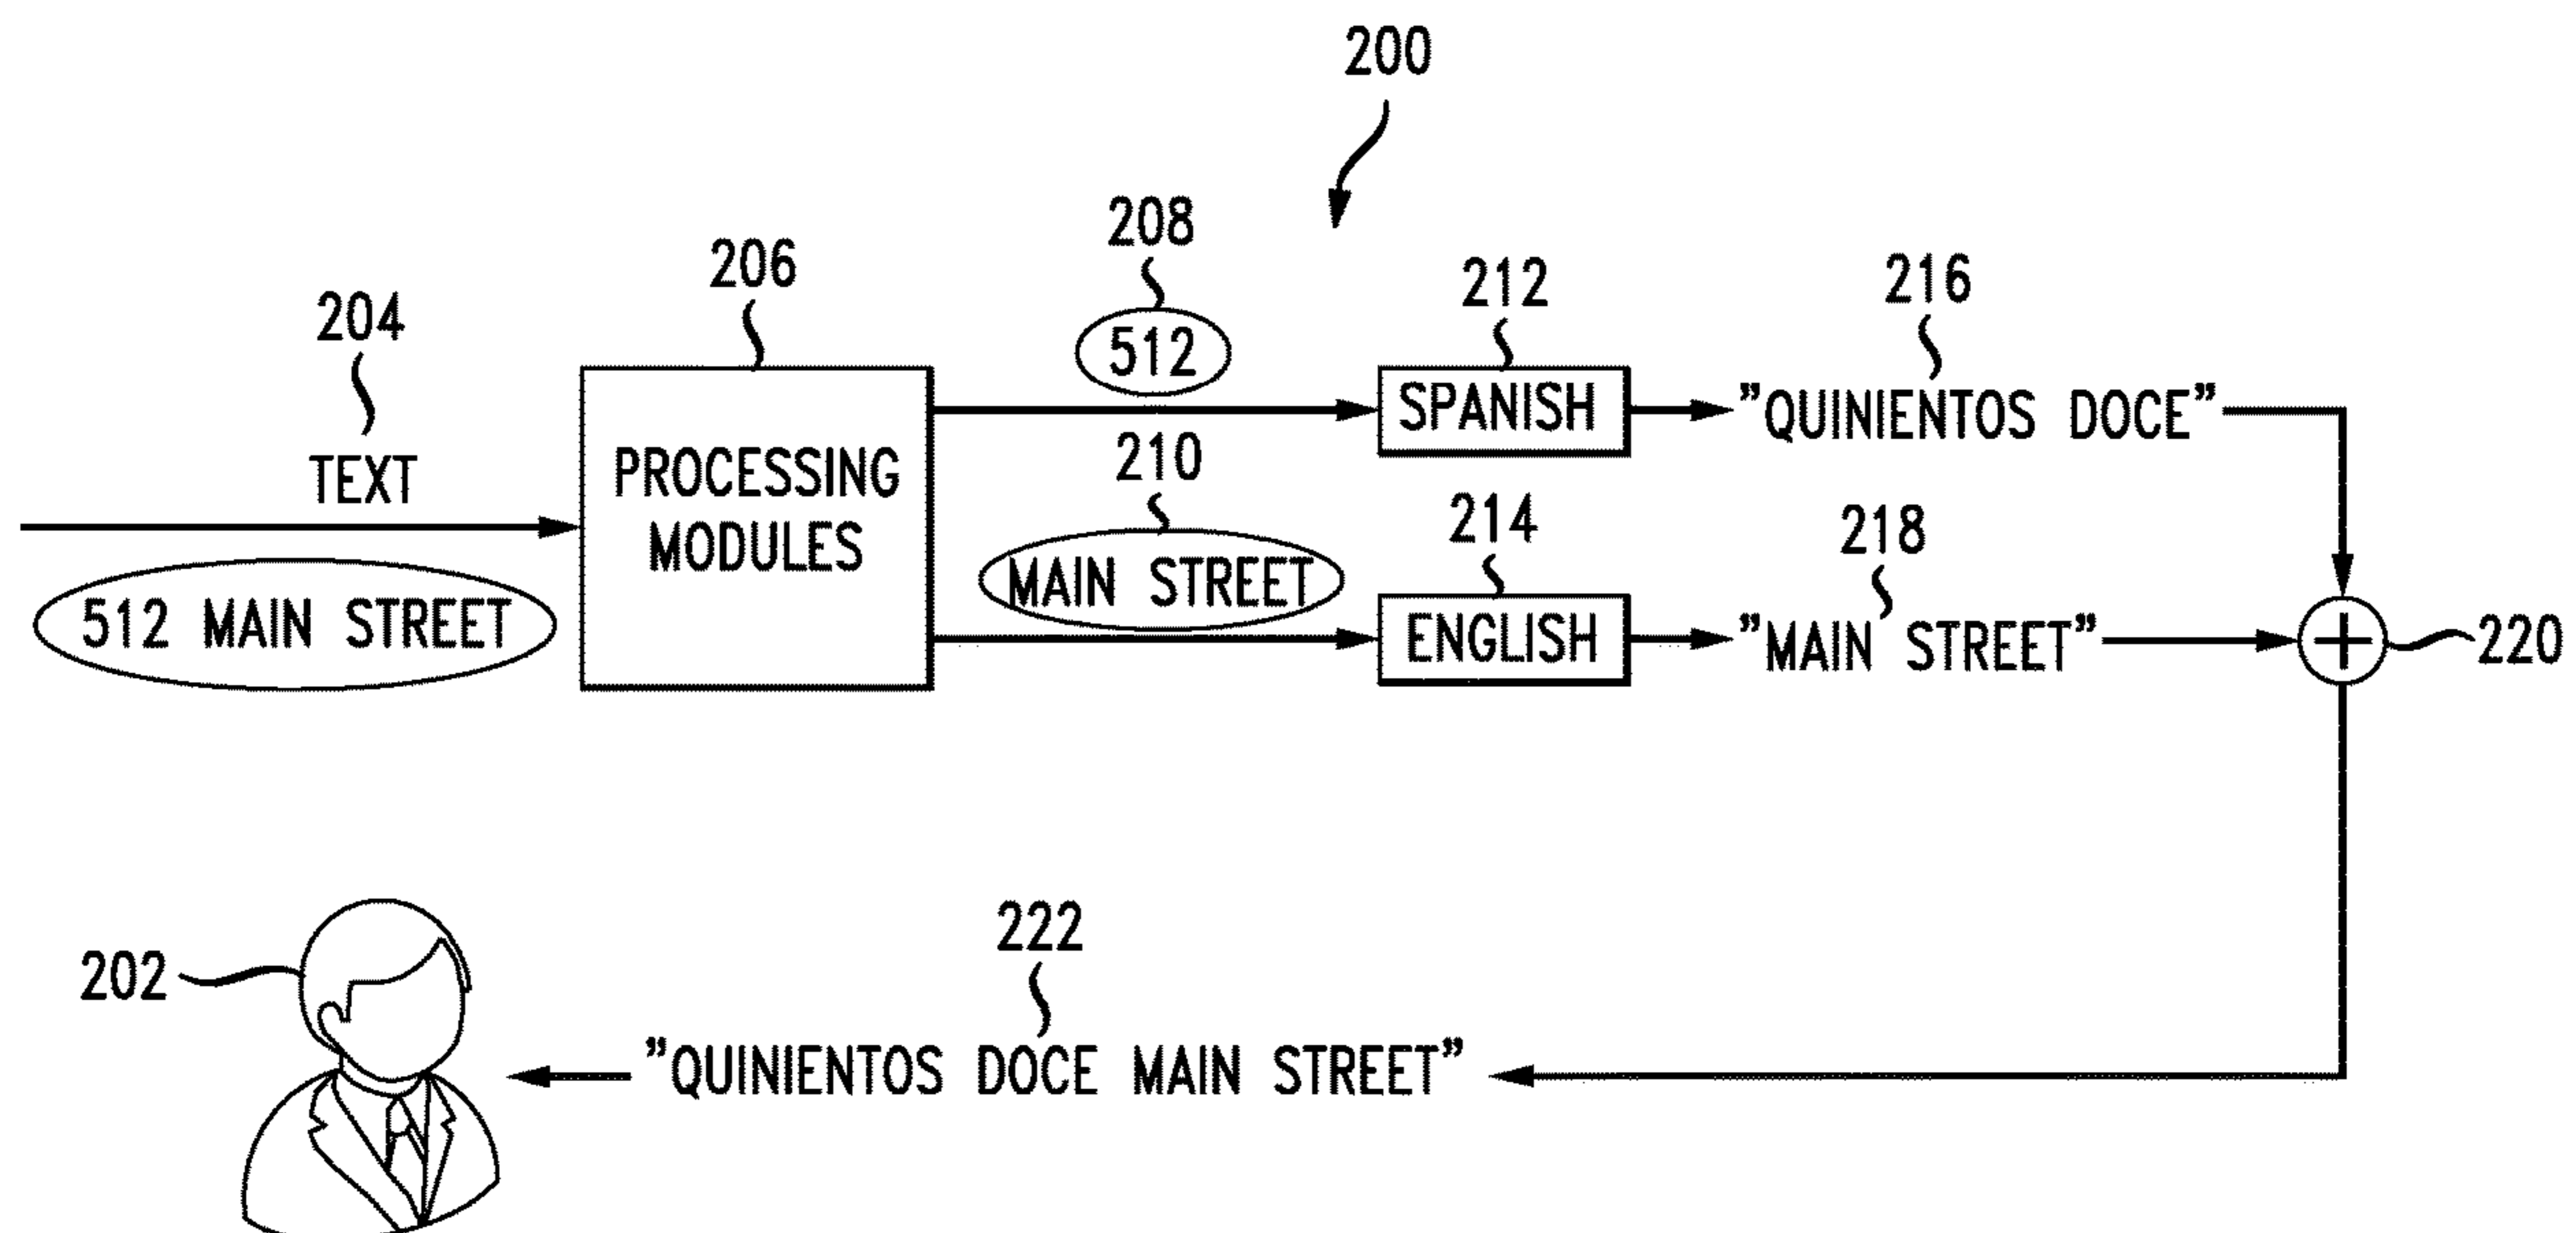 200
208
206
212
216
204
512
SPANISH
”QUINIENTOS DOCE”
210
TEXT
PROCESSING
MODULES
214
218
MAIN STREET
512 MAIN STREET
ENGLISH
”MAIN STREET”
220
222
202
”QUINIENTOS DOCE MAIN STREET”